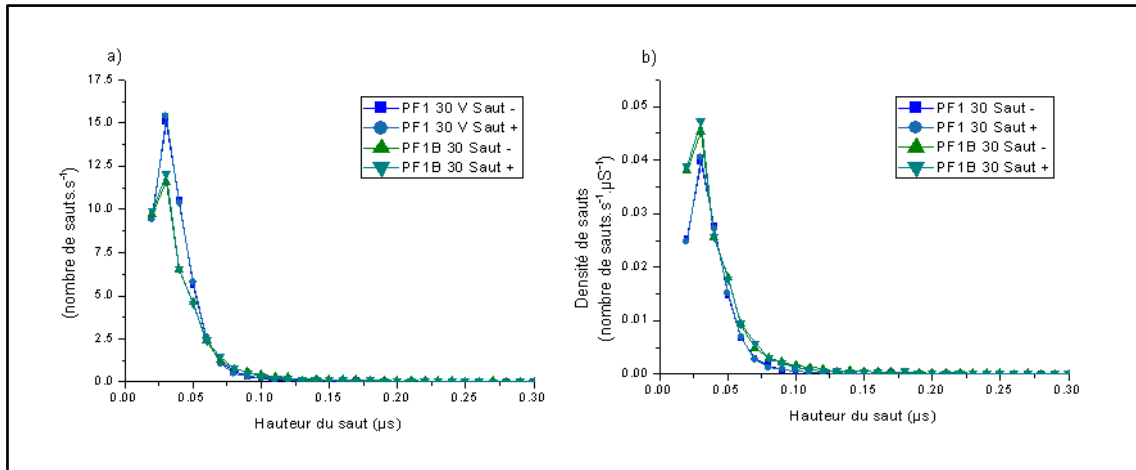 a)
17.5
15.0
12.5
10.0
7.5
5.0
2.5
0.0
(nombre de sauts.s⁻¹)
PF1 30 V Saut -
PF1 30 V Saut +
PF1B 30 Saut -
PF1B 30 Saut +
0.00 0.05 0.10 0.15 0.20 0.25 0.30
Hauteur du saut (µs)
b)
0.05
0.04
0.03
0.02
0.01
0.00
Densité de sauts
(nombre de sauts.s⁻¹.µS⁻¹)
PF1 30 Saut -
PF1 30 Saut +
PF1B 30 Saut -
PF1B 30 Saut +
0.00 0.05 0.10 0.15 0.20 0.25 0.30
Hauteur du saut (µs)